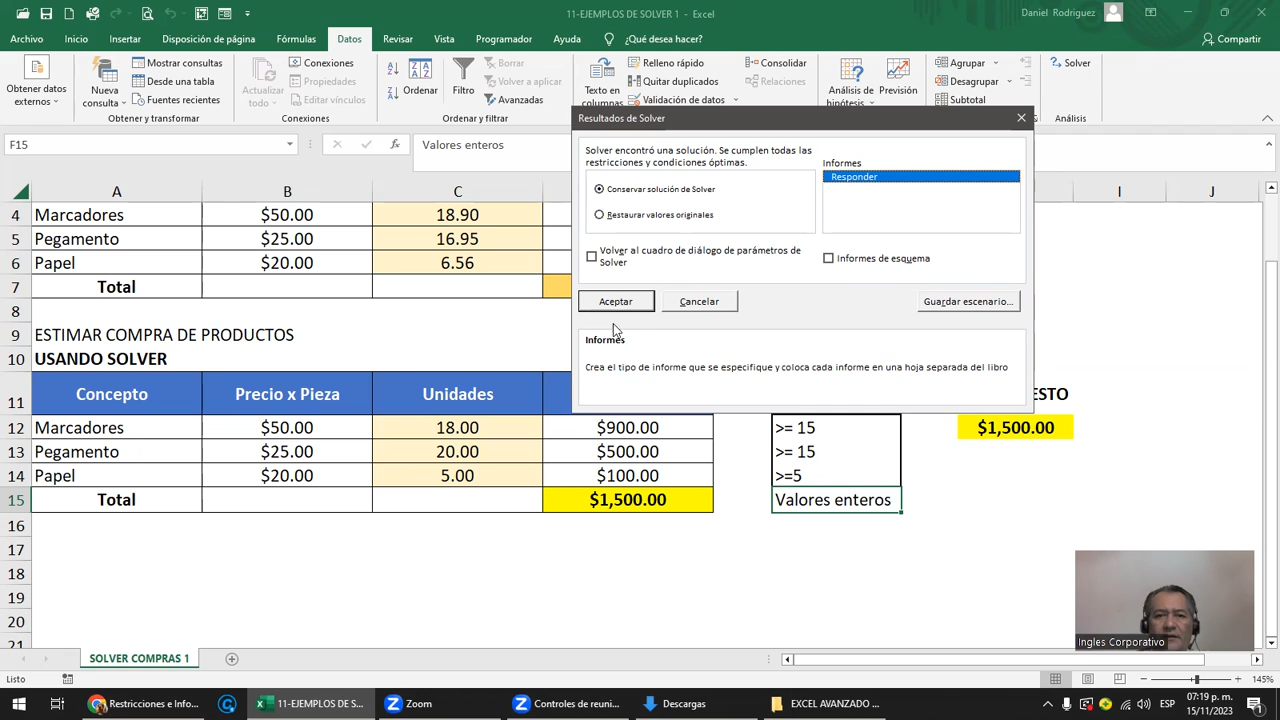 11-EJEMPLOS DE SOLVER 1 - Excel
Daniel Rodriguez
Archivo Inicio Insertar Disposición de página Fórmulas Datos Revisar Vista Programador Ayuda ¿Qué desea hacer? Compartir
Obtener datos externos
Nueva consulta
Mostrar consultas
Desde una tabla
Fuentes recientes
Obtener y transformar
Actualizar todo
Conexiones
Propiedades
Editar vínculos
Conexiones
Ordenar
Filtro
Borrar
Volver a aplicar
Avanzadas
Ordenar y filtrar
Texto en columnas
Relleno rápido
Quitar duplicados
Validación de datos
Consolidar
Relaciones
Análisis de hipótesis
Previsión
Agrupar
Desagrupar
Subtotal
Solver
Análisis
F15
fx
Valores enteros
Resultados de Solver
Solver encontró una solución. Se cumplen todas las
restricciones y condiciones óptimas.
Conservar solución de Solver
Restaurar valores originales
Volver al cuadro de diálogo de parámetros de
Solver
Informes
Responder
Informes de esquema
Aceptar Cancelar Guardar escenario...
Informes
Crea el tipo de informe que se especifique y coloca cada informe en una hoja separada del libro
A B C I J
4 Marcadores $50.00 18.90
5 Pegamento $25.00 16.95
6 Papel $20.00 6.56
7 Total
8
9 ESTIMAR COMPRA DE PRODUCTOS
10 USANDO SOLVER
11 Concepto Precio x Pieza Unidades ESTO
12 Marcadores $50.00 18.00 $900.00 >= 15 $1,500.00
13 Pegamento $25.00 20.00 $500.00 >= 15
14 Papel $20.00 5.00 $100.00 >=5
15 Total $1,500.00 Valores enteros
16
17
18
19
20
21
Ingles Corporativo
SOLVER COMPRAS 1
Listo
145%
Restricciones e Info...
11-EJEMPLOS DE S...
Zoom
Controles de reuni...
Descargas
EXCEL AVANZADO ...
ESP
07:19 p. m.
15/11/2023